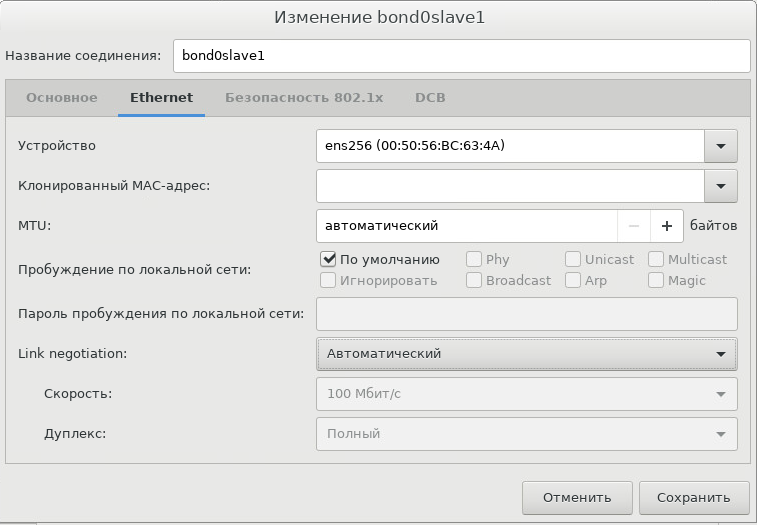 Изменение bond0slave1
Название соединения: bond0slave1
Основное Ethernet Безопасность 802.1x DCB
Устройство ens256 (00:50:56:BC:63:4A)
Клонированный MAC-адрес:
MTU: автоматический − + байтов
Пробуждение по локальной сети: По умолчанию Phy Unicast Multicast
Игнорировать Broadcast Arp Magic
Пароль пробуждения по локальной сети:
Link negotiation: Автоматический
Скорость: 100 Мбит/с
Дуплекс: Полный
Отменить Сохранить